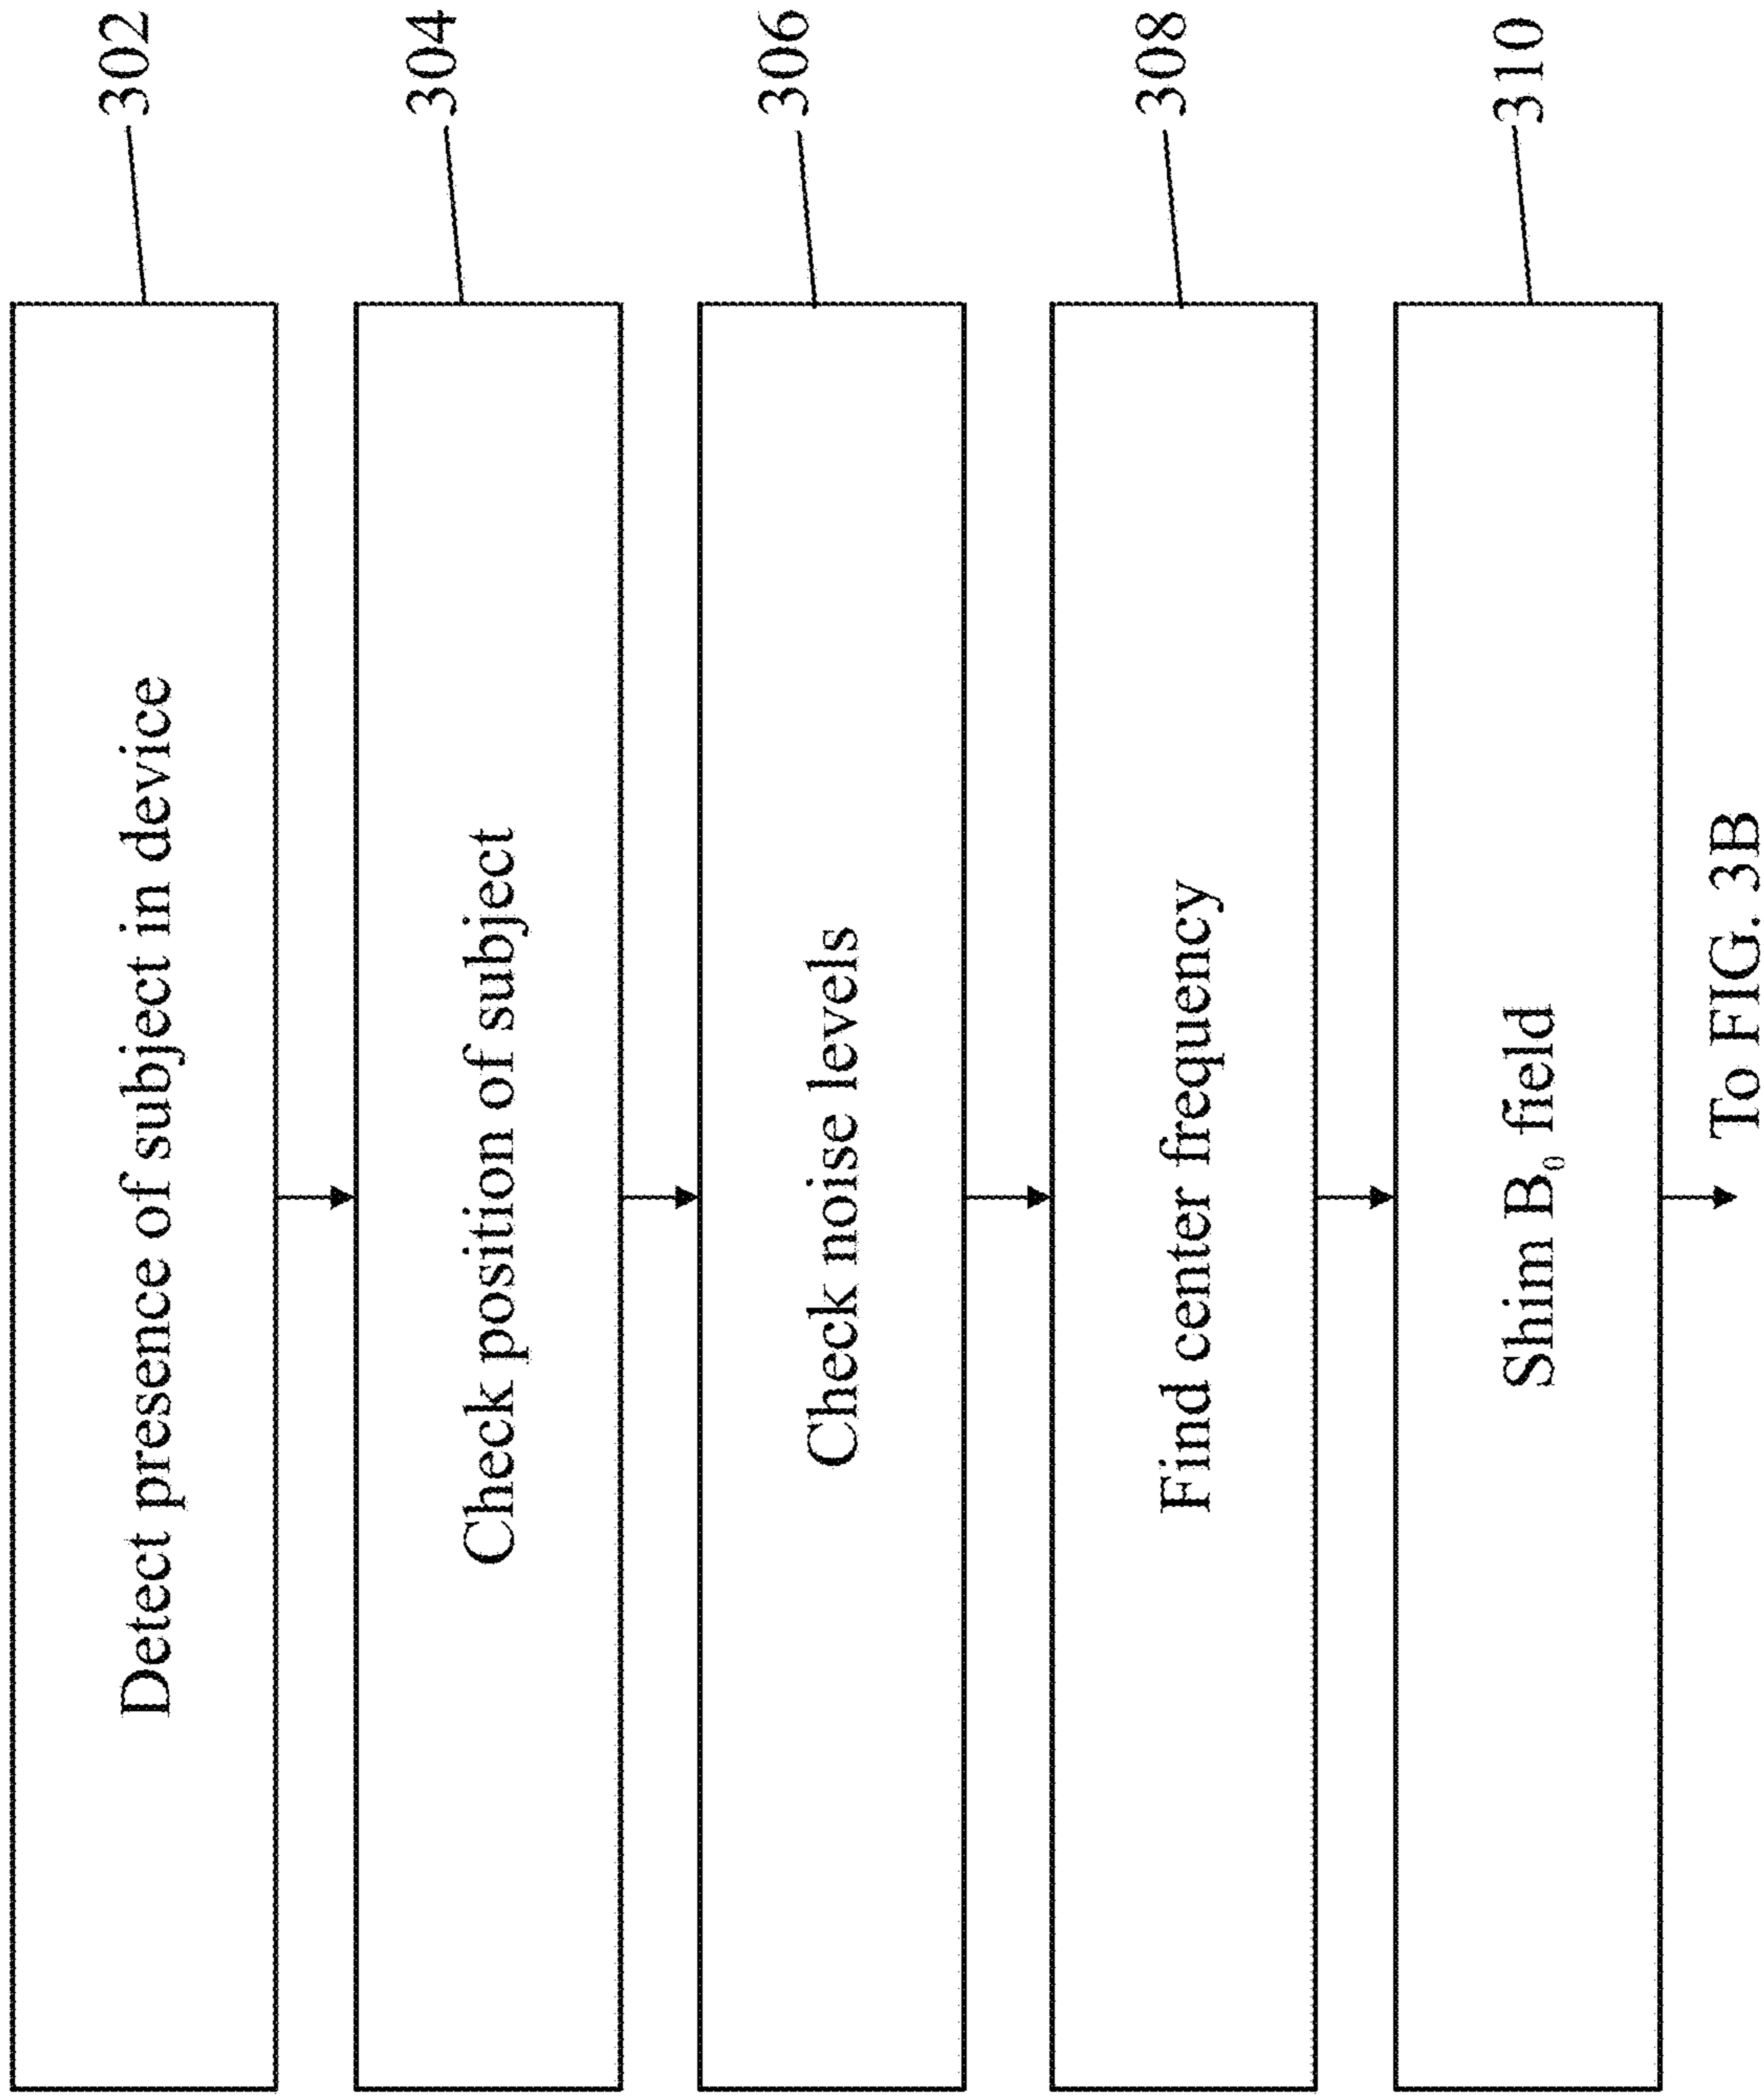 Detect presence of subject in device
302
Check position of subject
304
Check noise levels
306
Find center frequency
308
Shim B₀ field
310
To FIG. 3B